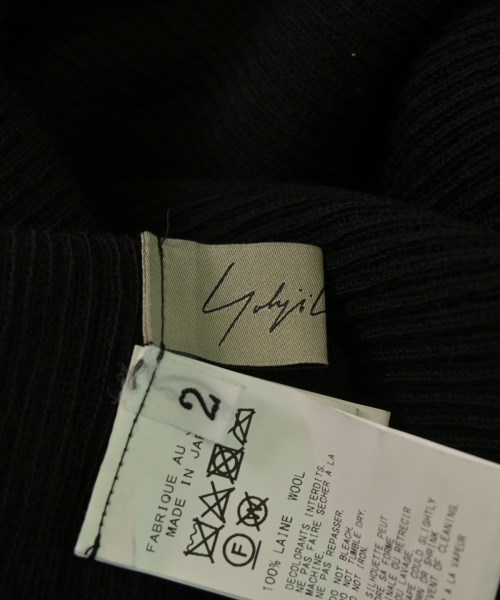 Yohji
2
FABRIQUE AU
MADE IN JAP
F
100% LAINE WOOL
DECOLORANTS INTERDITS.
MACHINE
NE PAS FAIRE SECHER A LA
NE PAS REPASSER.
DO NOT BLEACH.
DO NOT TUMBLE DRY.
DO NOT IRON.
SILHOUETTE PEUT
SA FORME
OU RETRECIR
COULD SLIGHTLY
OR SHRINK
OF CLEANING.
A LA VAPEUR